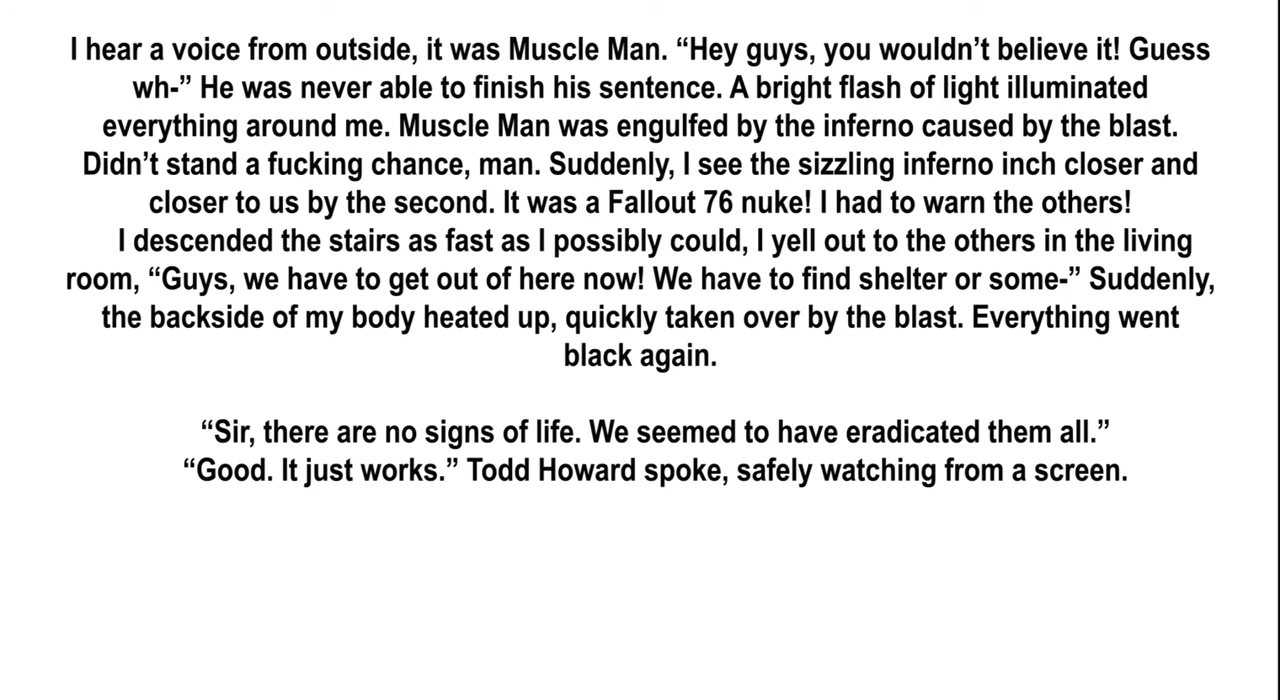 I hear a voice from outside, it was Muscle Man. “Hey guys, you wouldn’t believe it! Guess
wh-” He was never able to finish his sentence. A bright flash of light illuminated
everything around me. Muscle Man was engulfed by the inferno caused by the blast.
Didn’t stand a fucking chance, man. Suddenly, I see the sizzling inferno inch closer and
closer to us by the second. It was a Fallout 76 nuke! I had to warn the others!
I descended the stairs as fast as I possibly could, I yell out to the others in the living
room, “Guys, we have to get out of here now! We have to find shelter or some-” Suddenly,
the backside of my body heated up, quickly taken over by the blast. Everything went
black again.
“Sir, there are no signs of life. We seemed to have eradicated them all.”
“Good. It just works.” Todd Howard spoke, safely watching from a screen.